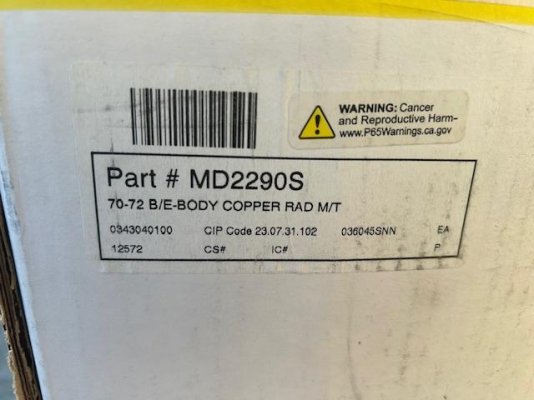 WARNING: Cancer
and Reproductive Harm-
www.P65Warnings.ca.gov
Part # MD2290S
70-72 B/E-BODY COPPER RAD M/T
0343040100 CIP Code 23.07.31.102 036045SNN EA
12572 CS# IC# P